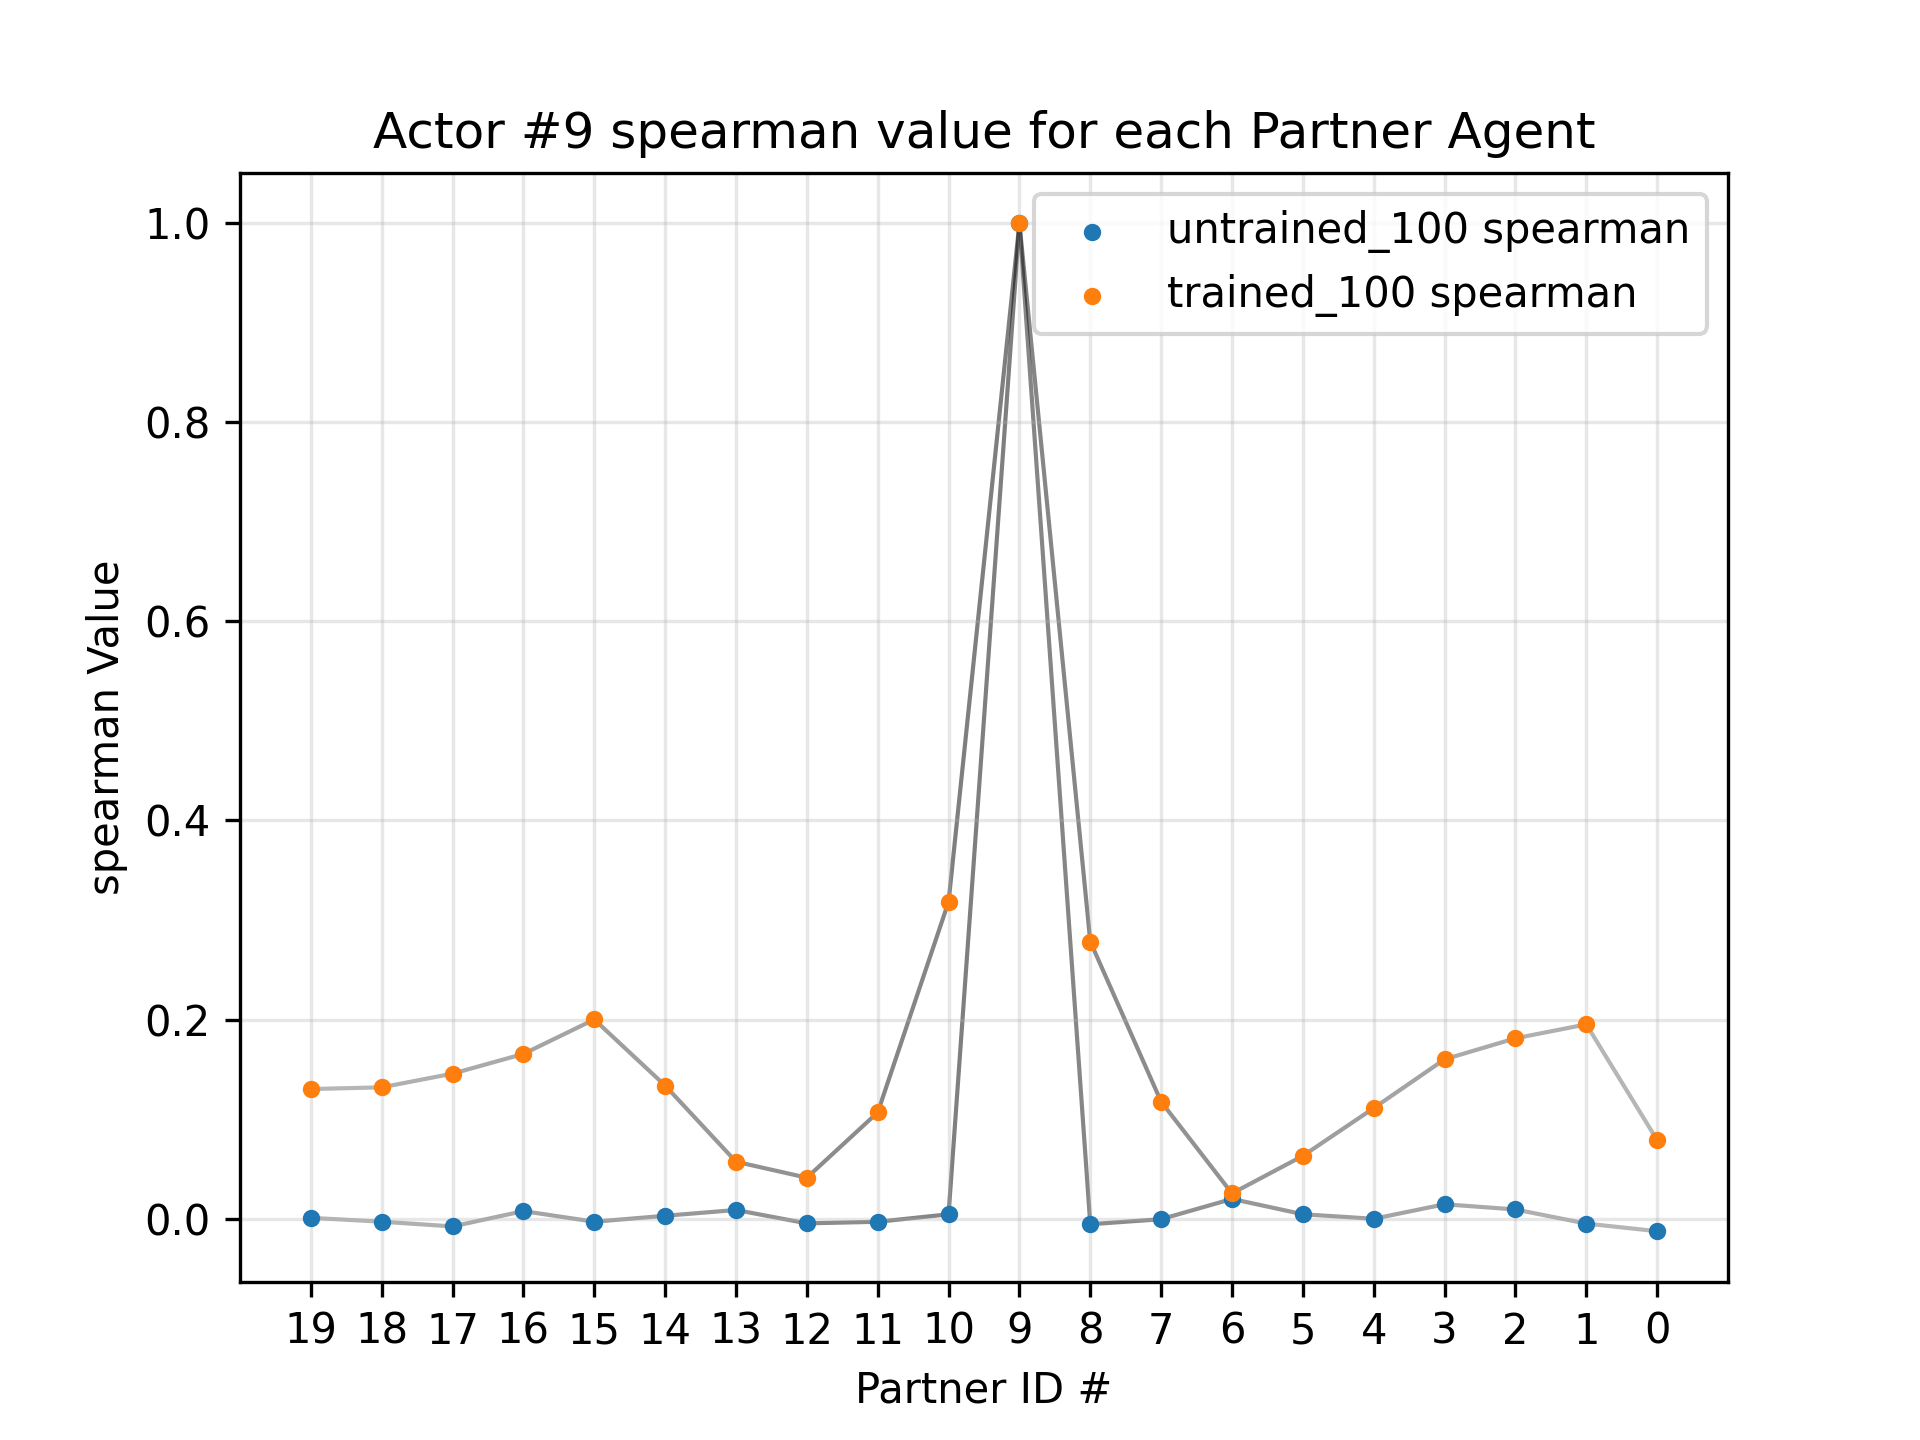 Actor #9 spearman value for each Partner Agent
untrained_100 spearman
trained_100 spearman
1.0
0.8
0.6
0.4
0.2
0.0
spearman Value
19 18 17 16 15 14 13 12 11 10 9 8 7 6 5 4 3 2 1 0
Partner ID #